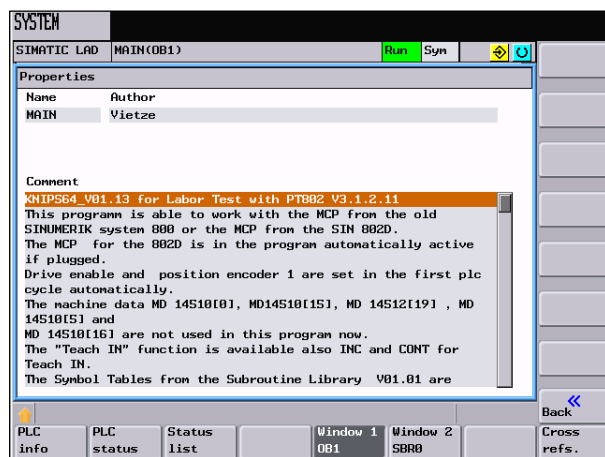 SYSTEM
SIMATIC LAD MAIN(OB1) Run Sym
Properties
Name Author
MAIN Vietze
Comment
KNIPS64_V01.13 for Labor Test with PT802 V3.1.2.11
This programm is able to work with the MCP from the old
SINUMERIK system 800 or the MCP from the SIN 802D.
The MCP for the 802D is in the program automatically active
if plugged.
Drive enable and position encoder 1 are set in the first plc
cycle automatically.
The machine data MD 14510[0], MD14510[15], MD 14512[19] , MD
14510[5] and
MD 14510[16] are not used in this program now.
The "Teach IN" function is available also INC and CONT for
Teach IN.
The Symbol Tables from the Subroutine Library V01.01 are
Back
PLC info
PLC status
Status list
Window 1 OB1
Window 2 SBR0
Cross refs.